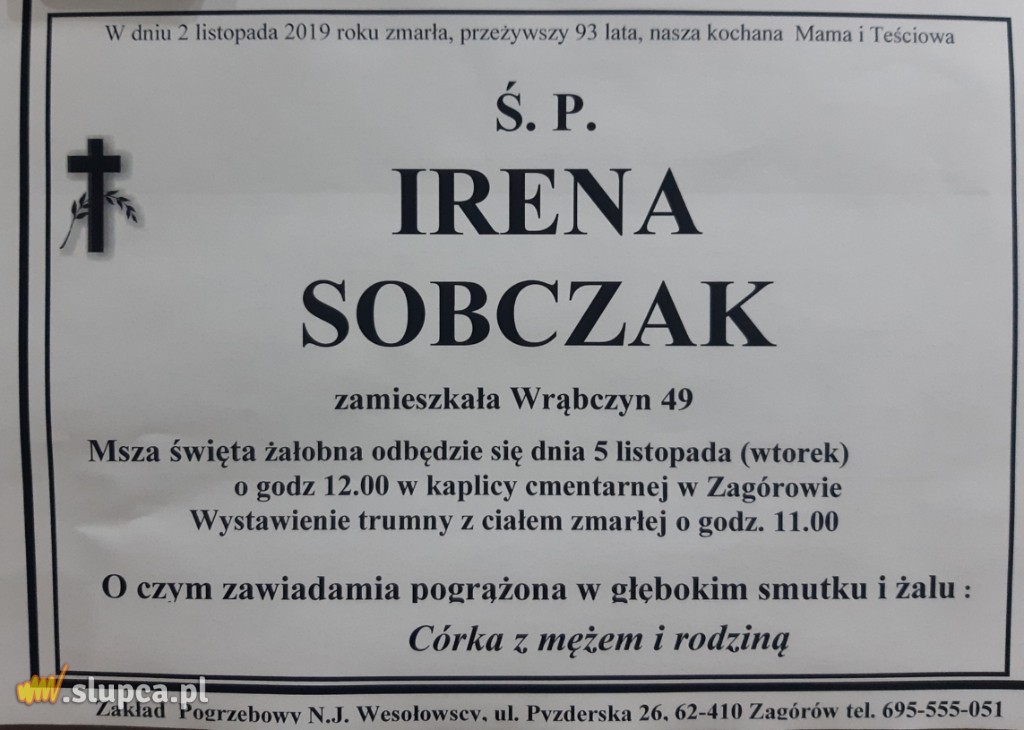 W dniu 2 listopada 2019 roku zmarła, przeżywszy 93 lata, nasza kochana Mama i Teściowa
Ś. P.
IRENA
SOBCZAK
zamieszkała Wrąbczyn 49
Msza święta żałobna odbędzie się dnia 5 listopada (wtorek)
o godz 12.00 w kaplicy cmentarnej w Zagórowie
Wystawienie trumny z ciałem zmarłej o godz. 11.00
O czym zawiadamia pogrążona w głębokim smutku i żalu :
Córka z mężem i rodziną
.slupca.pl
Zakład Pogrzebowy N.J. Wesołowscy, ul. Pyzderska 26, 62-410 Zagórów tel. 695-555-051